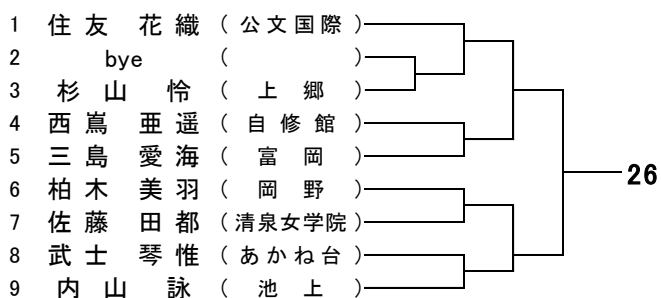 1 住友 花織 (公文国際)
2 bye ( )
3 杉山 怜 (上郷)
4 西嶌 亜遥 (自修館)
5 三島 愛海 (富岡)
6 柏木 美羽 (岡野)
7 佐藤 田都 (清泉女学院)
8 武士 琴惟 (あかね台)
9 内山 詠 (池上)
26